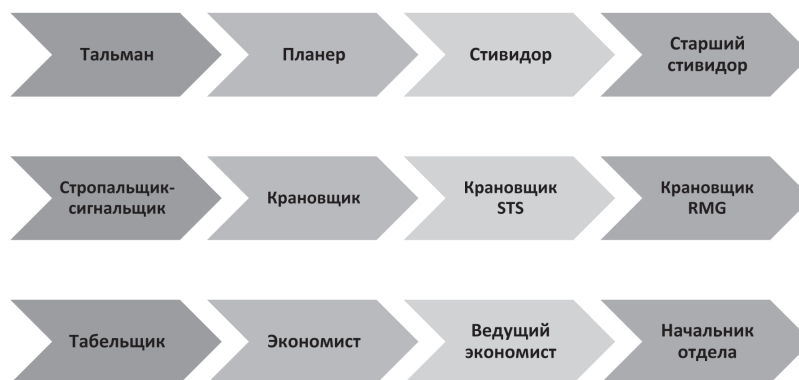 Тальман
Планер
Стивидор
Старший
стивидор
Стропальщик-
сигнальщик
Крановщик
Крановщик
STS
Крановщик
RMG
Табельщик
Экономист
Ведущий
экономист
Начальник
отдела